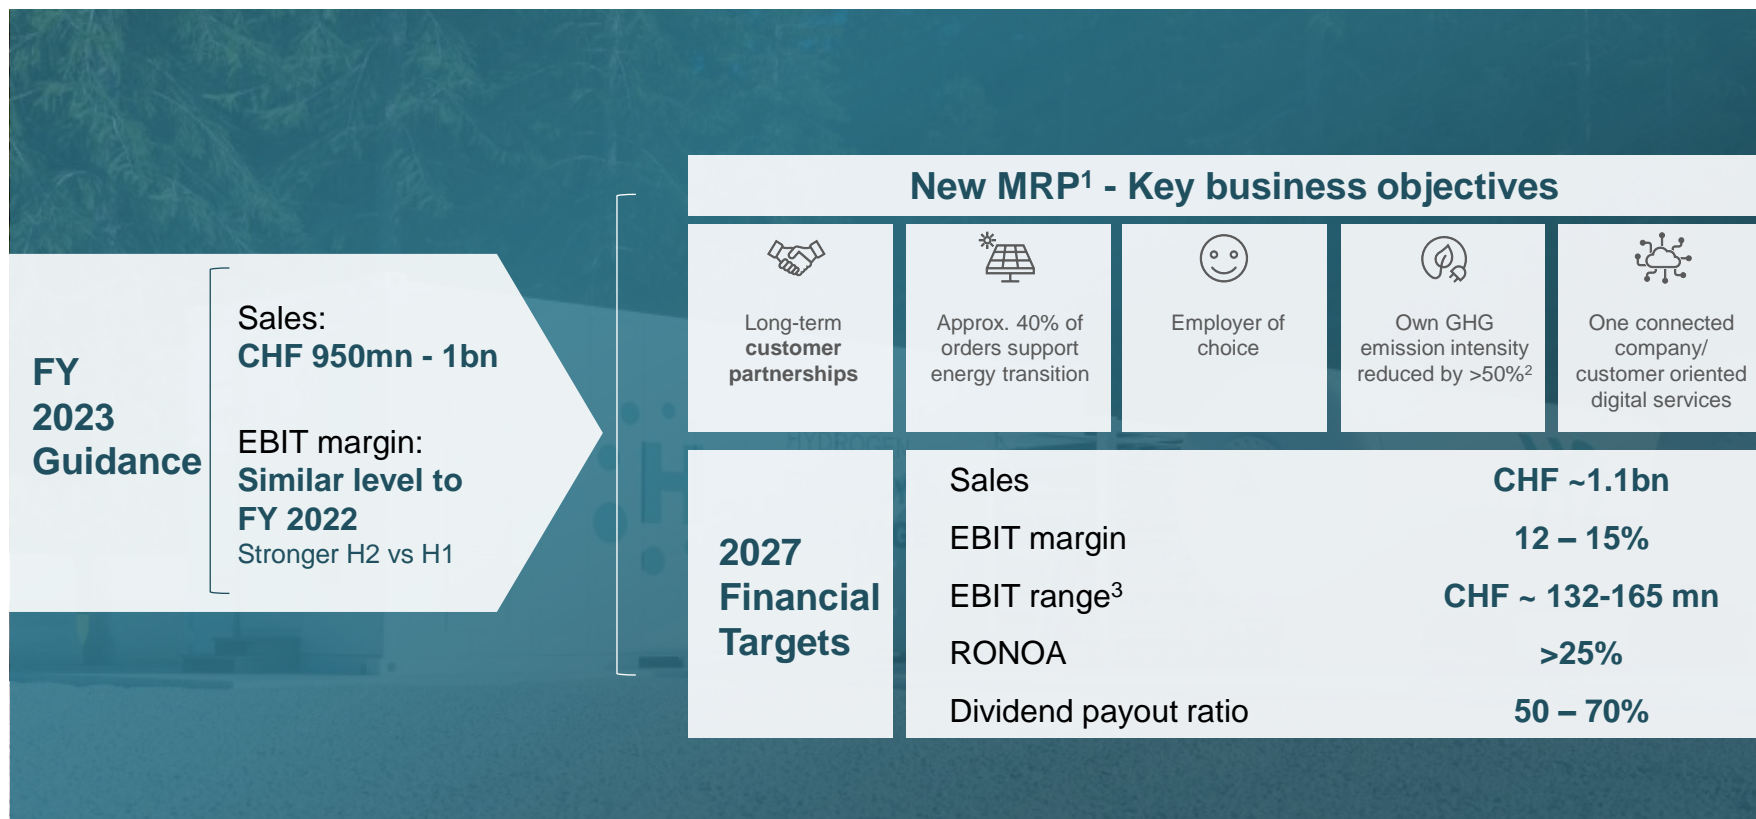 FY
2023
Guidance
Sales:
CHF 950mn - 1bn
EBIT margin:
Similar level to
FY 2022
Stronger H2 vs H1
New MRP¹ - Key business objectives
Long-term
customer
partnerships
Approx. 40% of
orders support
energy transition
Employer of
choice
Own GHG
emission intensity
reduced by >50%²
One connected
company/
customer oriented
digital services
2027
Financial
Targets
Sales CHF ~1.1bn
EBIT margin 12 – 15%
EBIT range³ CHF ~ 132-165 mn
RONOA >25%
Dividend payout ratio 50 – 70%
HYDROGEN